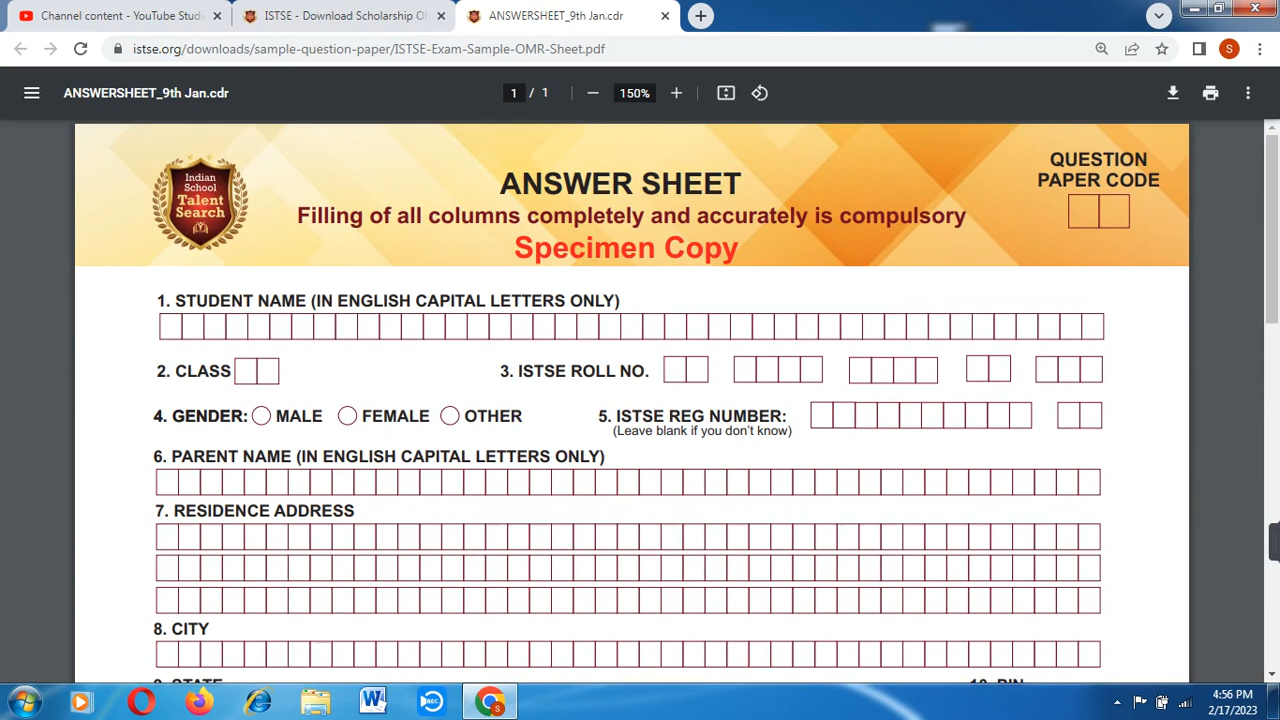 Channel content - YouTube Stud
ISTSE - Download Scholarship O
ANSWERSHEET_9th Jan.cdr
istse.org/downloads/sample-question-paper/ISTSE-Exam-Sample-OMR-Sheet.pdf
S
ANSWERSHEET_9th Jan.cdr
1 / 1
150%
Indian
School
Talent
Search
ANSWER SHEET
Filling of all columns completely and accurately is compulsory
Specimen Copy
QUESTION
PAPER CODE
1. STUDENT NAME (IN ENGLISH CAPITAL LETTERS ONLY)
2. CLASS
3. ISTSE ROLL NO.
4. GENDER: MALE FEMALE OTHER
5. ISTSE REG NUMBER:
(Leave blank if you don't know)
6. PARENT NAME (IN ENGLISH CAPITAL LETTERS ONLY)
7. RESIDENCE ADDRESS
8. CITY
9. STATE
10. PIN
REC
S
4:56 PM
2/17/2023